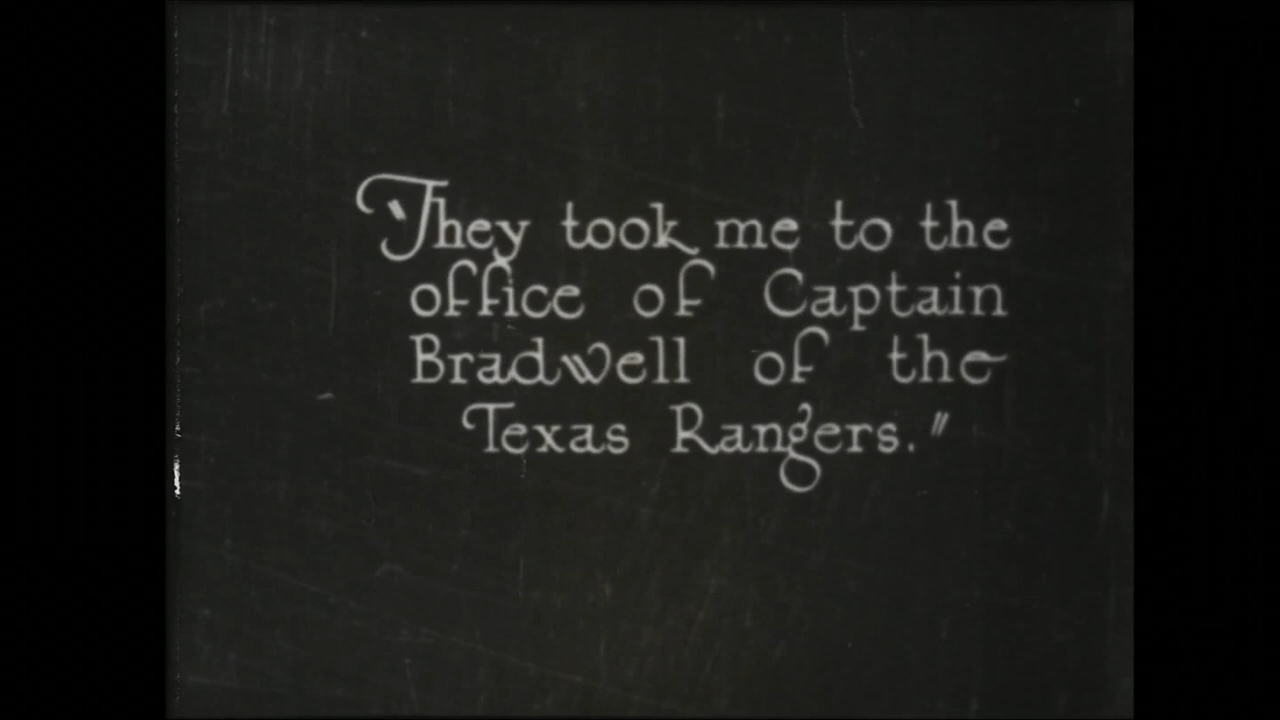 "They took me to the
office of Captain
Bradwell of the
Texas Rangers."